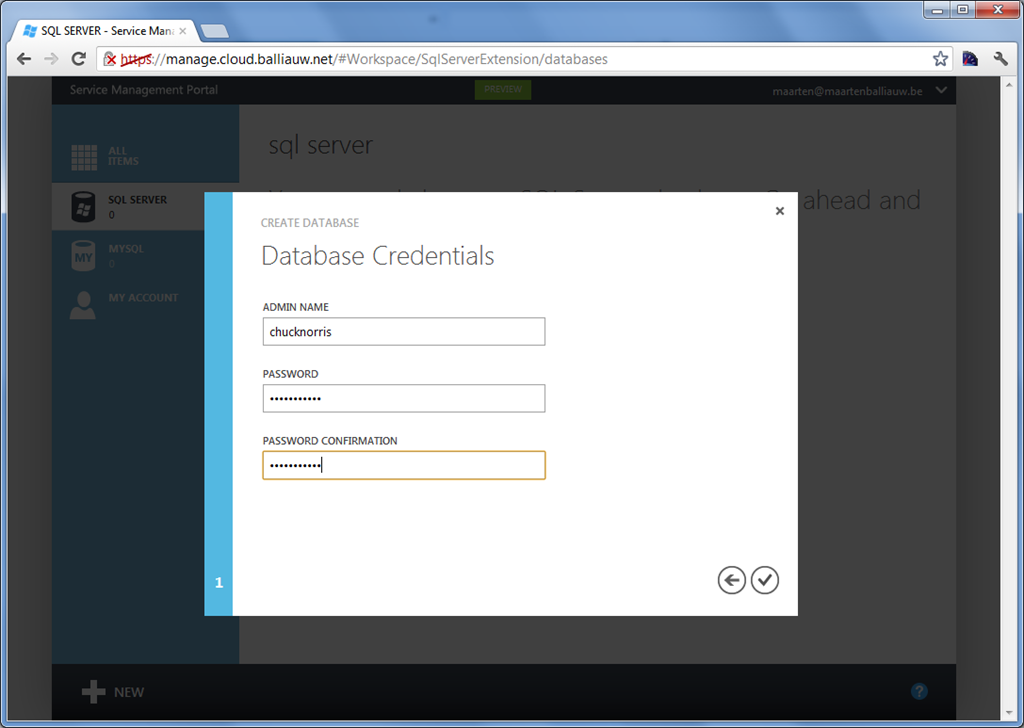 SQL SERVER - Service Mana
https://manage.cloud.balliauw.net/#Workspace/SqlServerExtension/databases
Service Management Portal
PREVIEW
maarten@maartenballiauw.be
ALL
ITEMS
sql server
SQL SERVER
0
ahead and
MY
MYSQL
0
MY ACCOUNT
CREATE DATABASE
Database Credentials
ADMIN NAME
chucknorris
PASSWORD
•••••••••••
PASSWORD CONFIRMATION
•••••••••••
1
NEW
?